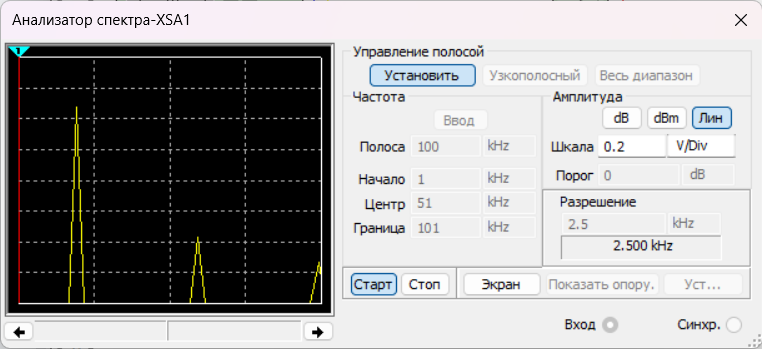 Анализатор спектра-XSA1
1
Управление полосой
Установить Узкополосный Весь диапазон
Частота
Ввод
Полоса 100 kHz
Начало 1 kHz
Центр 51 kHz
Граница 101 kHz
Амплитуда
dB dBm Лин
Шкала 0.2 V/Div
Порог 0 dB
Разрешение
2.5 kHz
2.500 kHz
Старт Стоп Экран Показать опору. Уст...
Вход Синхр.